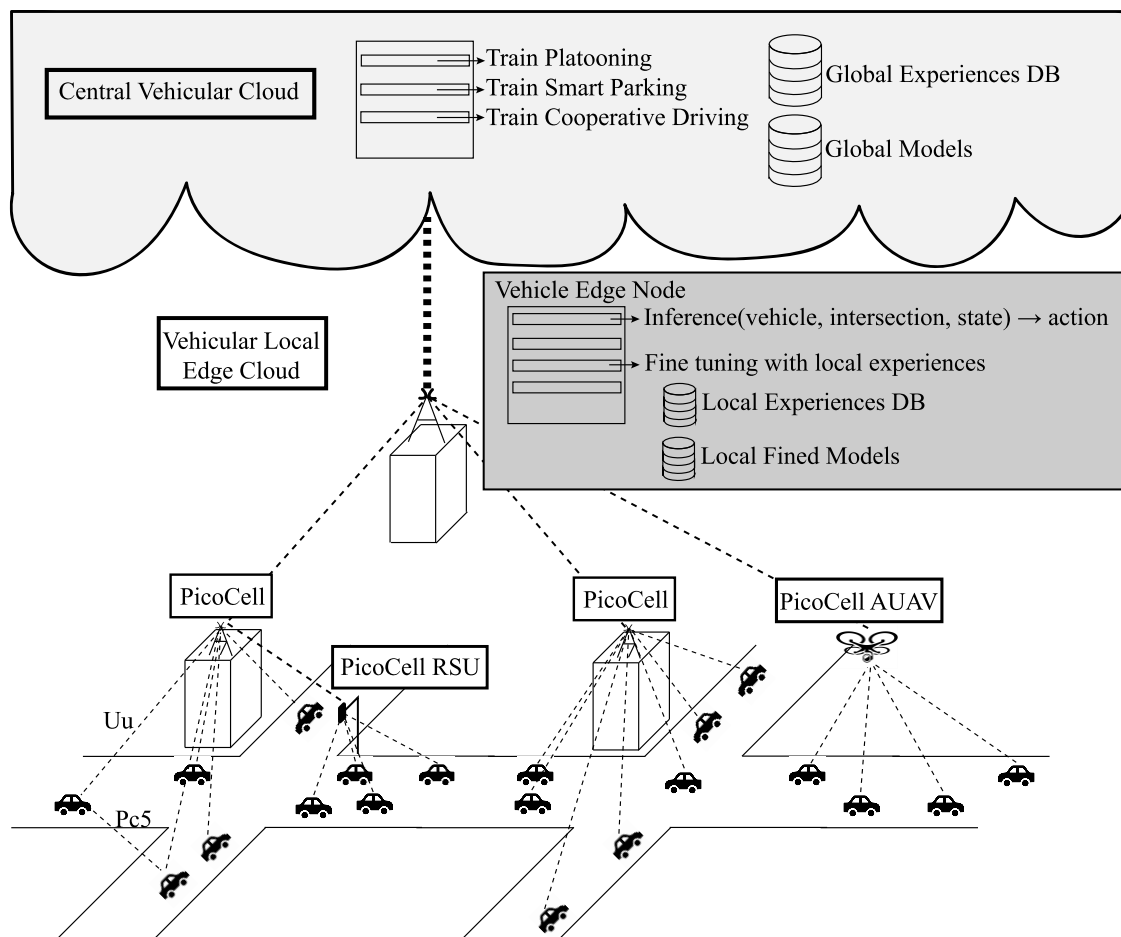 Central Vehicular Cloud
Train Platooning
Train Smart Parking
Train Cooperative Driving
Global Experiences DB
Global Models
Vehicular Local
Edge Cloud
Vehicle Edge Node
Inference(vehicle, intersection, state) → action
Fine tuning with local experiences
Local Experiences DB
Local Fined Models
PicoCell
PicoCell
PicoCell AUAV
PicoCell RSU
Uu
Pc5